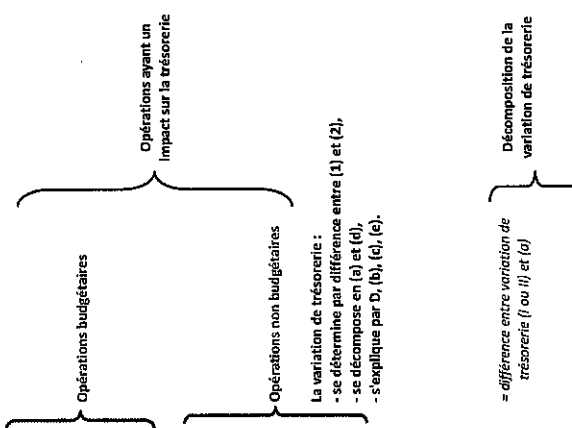 Opérations budgétaires
Opérations ayant un
impact sur la trésorerie
Opérations non budgétaires
La variation de trésorerie :
- se détermine par différence entre (1) et (2),
- se décompose en (a) et (d),
- s'explique par D, (b), (c), (e).
= différence entre variation de
trésorerie (I ou II) et (a)
Décomposition de la
variation de trésorerie